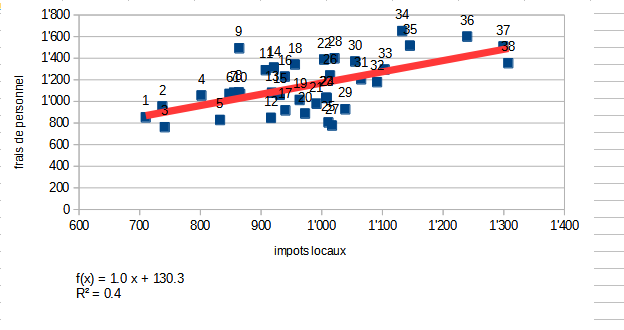 1'800
1'600
1'400
1'200
1'000
800
600
400
200
0
frais de personnel
34
36
9
35
37
22 28
14 18 30 38
11 33
16 26 31 32
2 4 13 19 29
1 3 5 12 17 20 21 25 27
600 700 800 900 1'000 1'100 1'200 1'300 1'400
impots locaux
f(x) = 1.0 x + 130.3
R² = 0.4